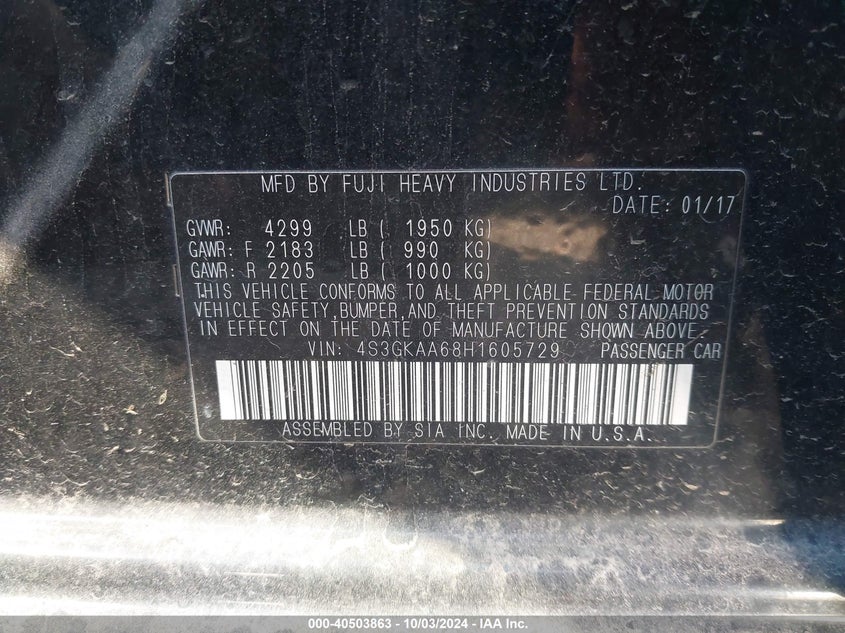 MFD BY FUJI HEAVY INDUSTRIES LTD.
DATE: 01/17
GVWR: 4299 LB ( 1950 KG)
GAWR: F 2183 LB ( 990 KG)
GAWR: R 2205 LB ( 1000 KG)
THIS VEHICLE CONFORMS TO ALL APPLICABLE FEDERAL MOTOR
VEHICLE SAFETY, BUMPER, AND THEFT PREVENTION STANDARDS
IN EFFECT ON THE DATE OF MANUFACTURE SHOWN ABOVE.
VIN: 4S3GKAA68H1605729 PASSENGER CAR
ASSEMBLED BY SIA INC. MADE IN U.S.A.
000-40503863 - 10/03/2024 - IAA Inc.